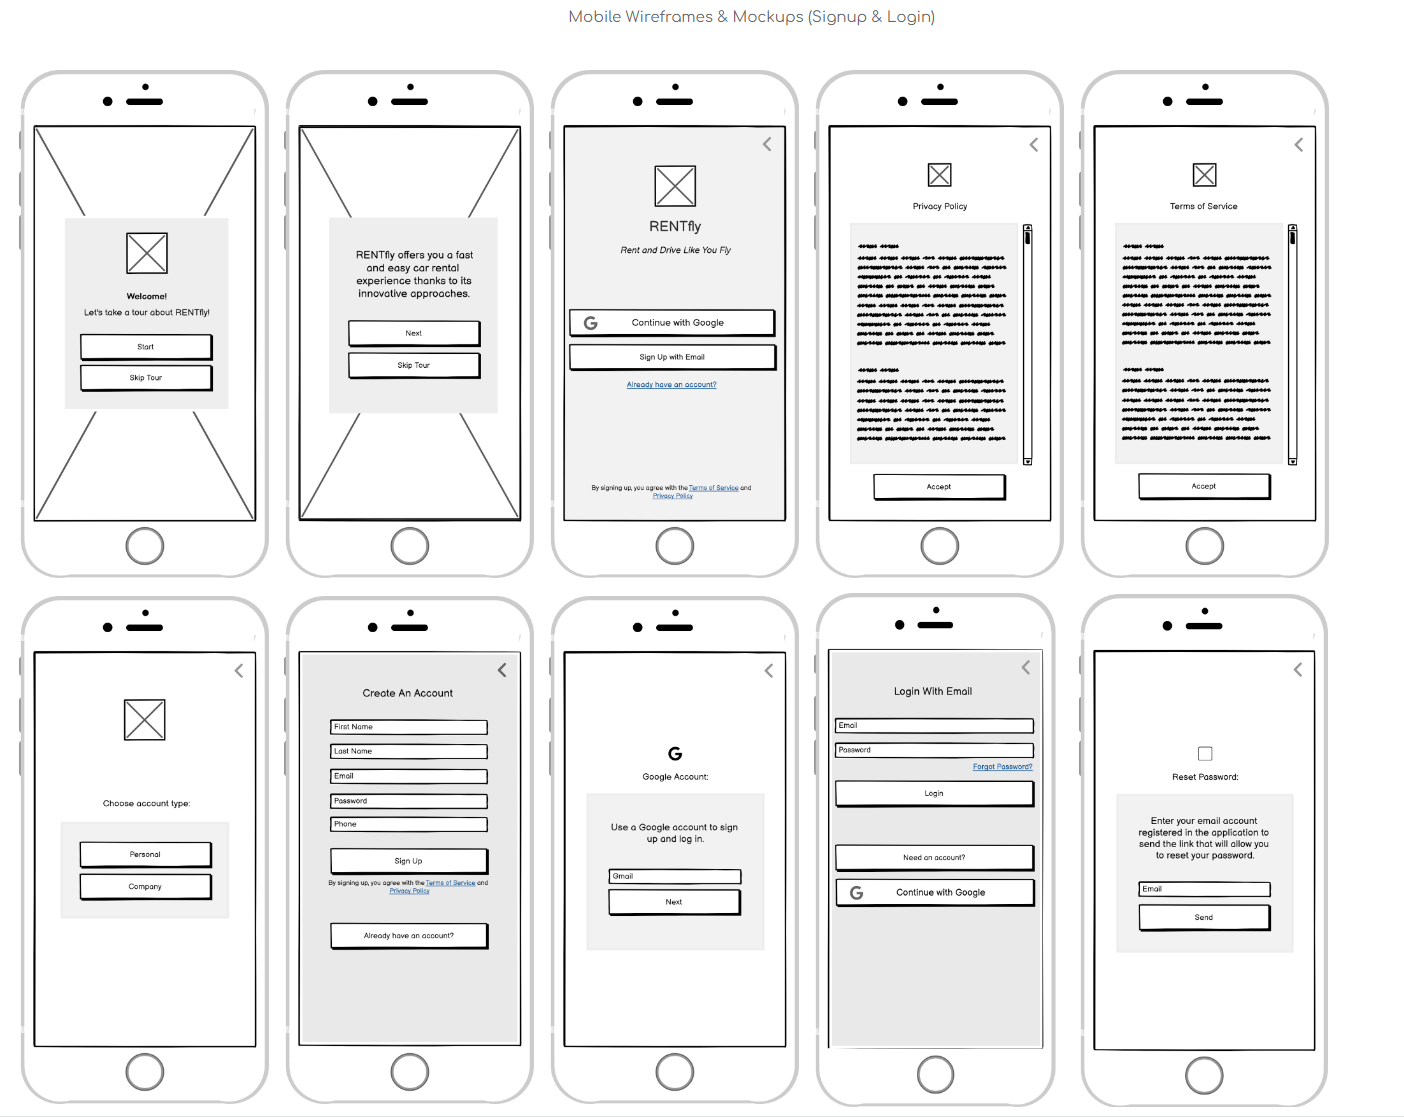 Mobile Wireframes & Mockups (Signup & Login)
Welcome!
Let's take a tour about RENTfly!
Start
Skip Tour
RENTfly offers you a fast
and easy car rental
experience thanks to its
innovative approaches.
Next
Skip Tour
RENTfly
Rent and Drive Like You Fly
G Continue with Google
Sign Up with Email
Already have an account?
By signing up, you agree with the Terms of Service and
Privacy Policy
Privacy Policy
Accept
Terms of Service
Accept
Choose account type:
Personal
Company
Create An Account
First Name
Last Name
Email
Password
Phone
Sign Up
By signing up, you agree with the Terms of Service and
Privacy Policy
Already have an account?
G
Google Account:
Use a Google account to sign
up and log in.
Gmail
Next
Login With Email
Email
Password
Forgot Password?
Login
Need an account?
G Continue with Google
Reset Password:
Enter your email account
registered in the application to
send the link that will allow you
to reset your password.
Email
Send